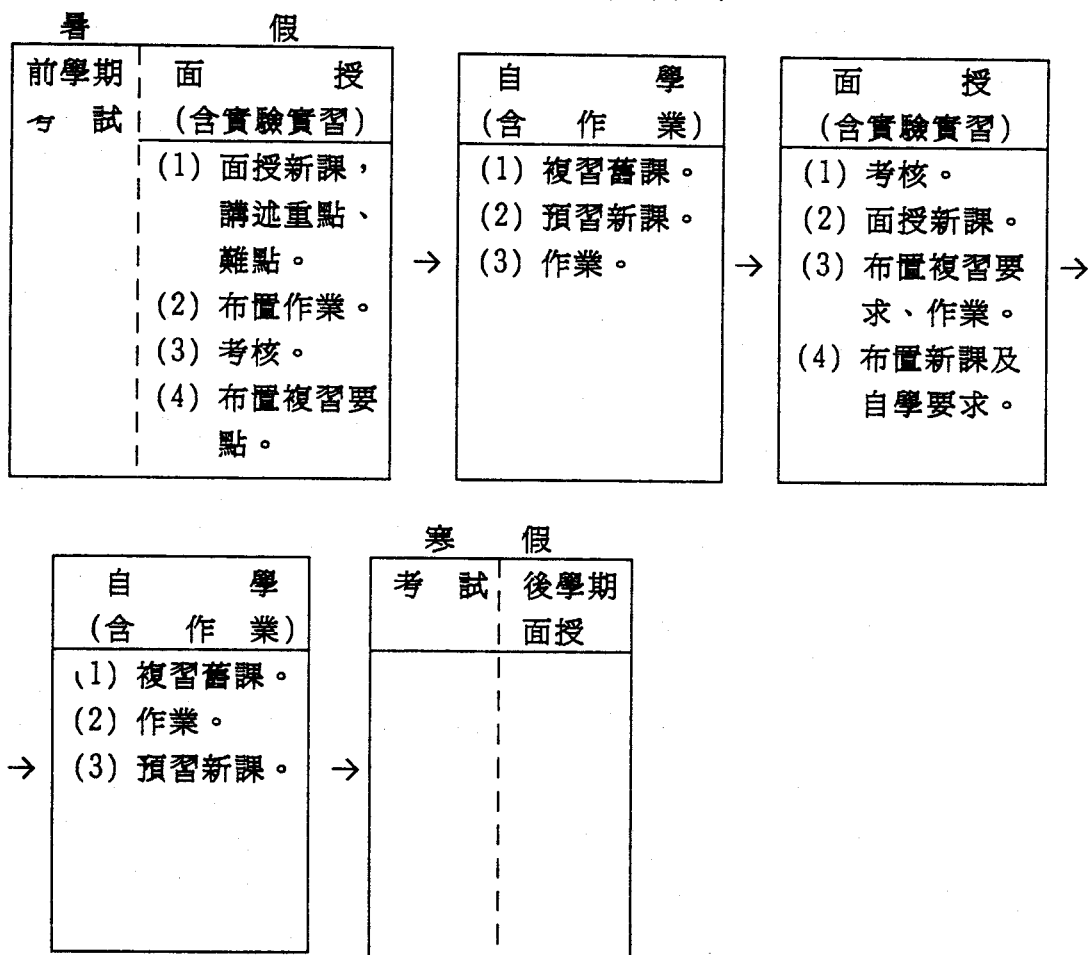 暑 假
前學期
考 試
面 授
(含實驗實習)
(1) 面授新課，
講述重點、
難點。
(2) 布置作業。
(3) 考核。
(4) 布置複習要
點。
→
自 學
(含 作 業)
(1) 複習舊課。
(2) 預習新課。
(3) 作業。
→
面 授
(含實驗實習)
(1) 考核。
(2) 面授新課。
(3) 布置複習要
求、作業。
(4) 布置新課及
自學要求。
→
→
自 學
(含 作 業)
(1) 複習舊課。
(2) 作業。
(3) 預習新課。
→
寒 假
考 試
後學期
面授